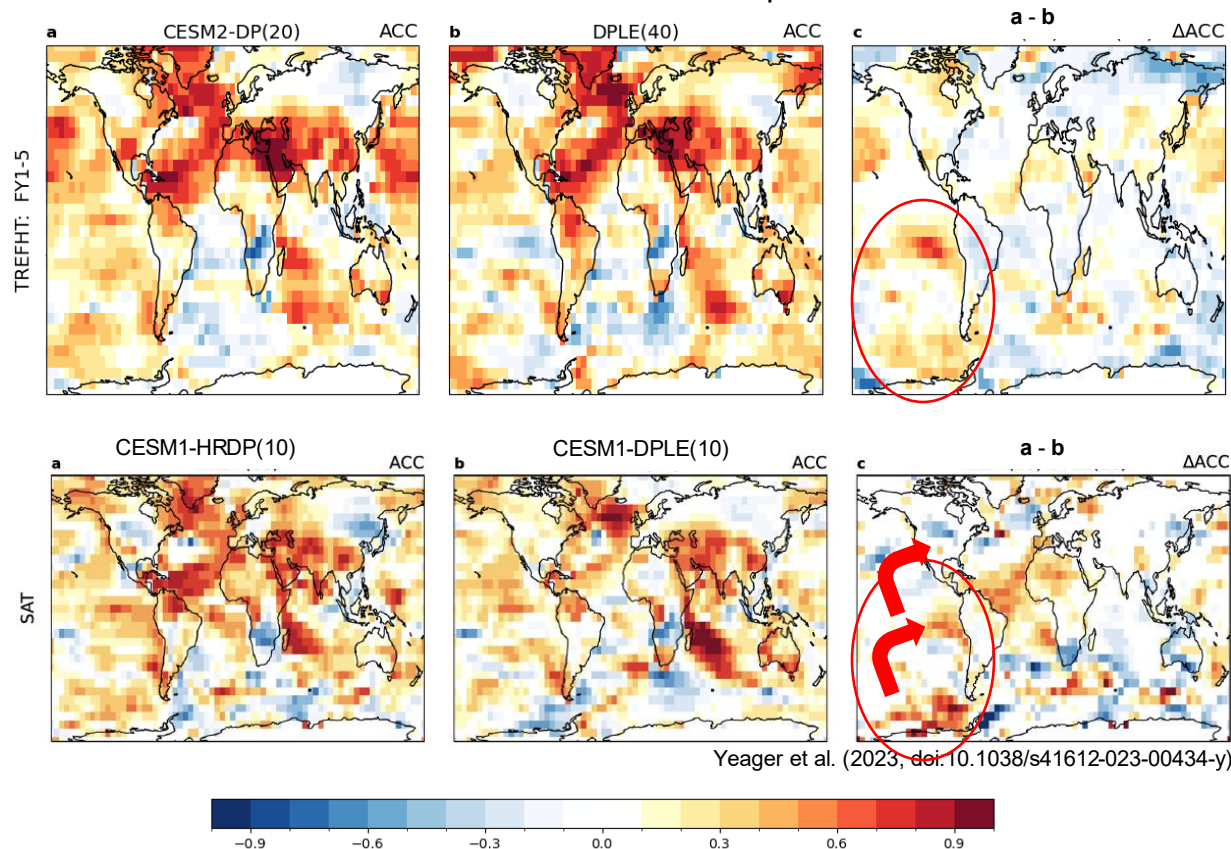 a CESM2-DP(20) ACC
b DPLE(40) ACC
a - b
c ΔACC
TREFHT: FY1-5
CESM1-HRDP(10)
a ACC
CESM1-DPLE(10)
b ACC
a - b
c ΔACC
SAT
Yeager et al. (2023, doi:10.1038/s41612-023-00434-y)
−0.9 −0.6 −0.3 0.0 0.3 0.6 0.9